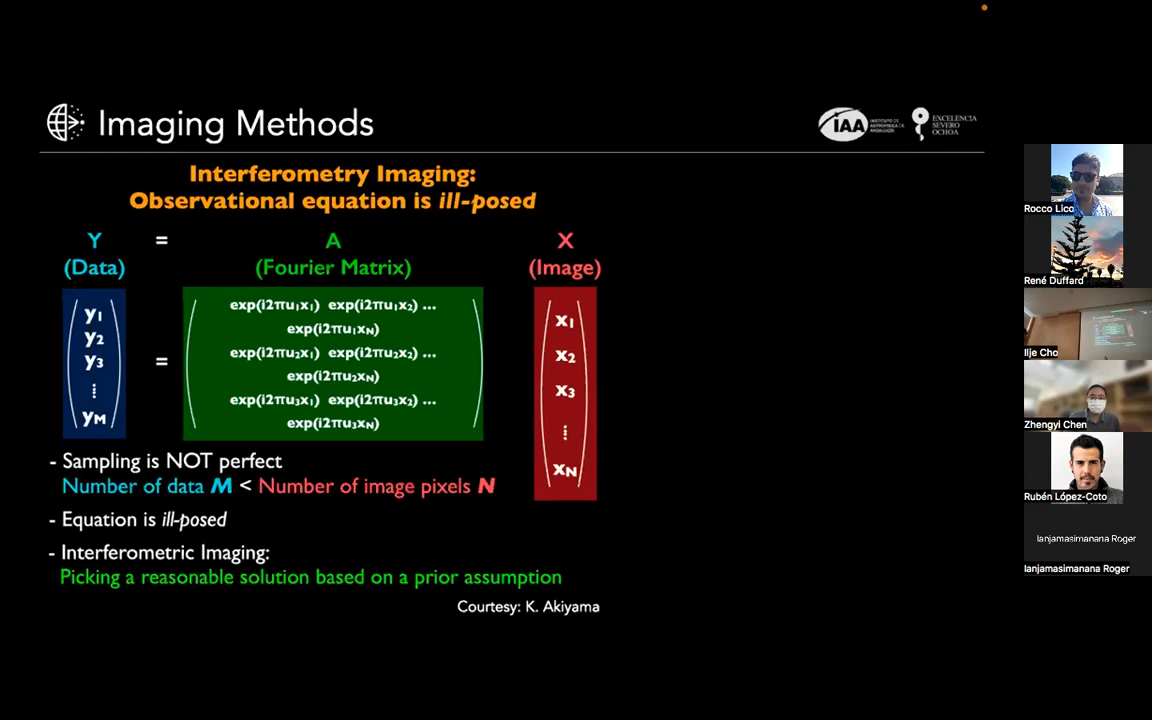 Imaging Methods
IAA
INSTITUTO DE
ASTROFÍSICA DE
ANDALUCÍA
EXCELENCIA
SEVERO
OCHOA
Interferometry Imaging:
Observational equation is ill-posed
Y = A X
(Data) (Fourier Matrix) (Image)
y₁
y₂
y₃
⋮
yM
=
exp(i2πu₁x₁) exp(i2πu₁x₂) ...
exp(i2πu₁xN)
exp(i2πu₂x₁) exp(i2πu₂x₂) ...
exp(i2πu₂xN)
exp(i2πu₃x₁) exp(i2πu₃x₂) ...
exp(i2πu₃xN)
x₁
x₂
x₃
⋮
xN
- Sampling is NOT perfect
Number of data M < Number of image pixels N
- Equation is ill-posed
- Interferometric Imaging:
Picking a reasonable solution based on a prior assumption
Courtesy: K. Akiyama
Rocco Lico
René Duffard
Ilje Cho
Zhengyi Chen
Rubén López-Coto
Ianjamasimanana Roger
Ianjamasimanana Roger